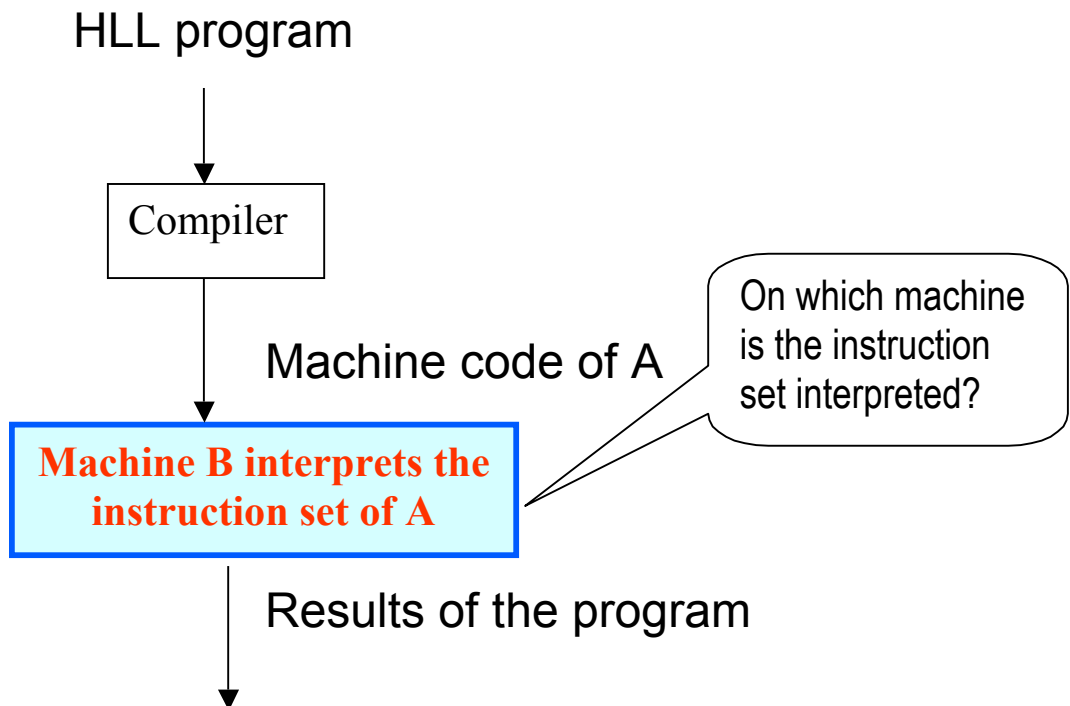 HLL program
Compiler
On which machine
is the instruction
set interpreted?
Machine code of A
Machine B interprets the
instruction set of A
Results of the program